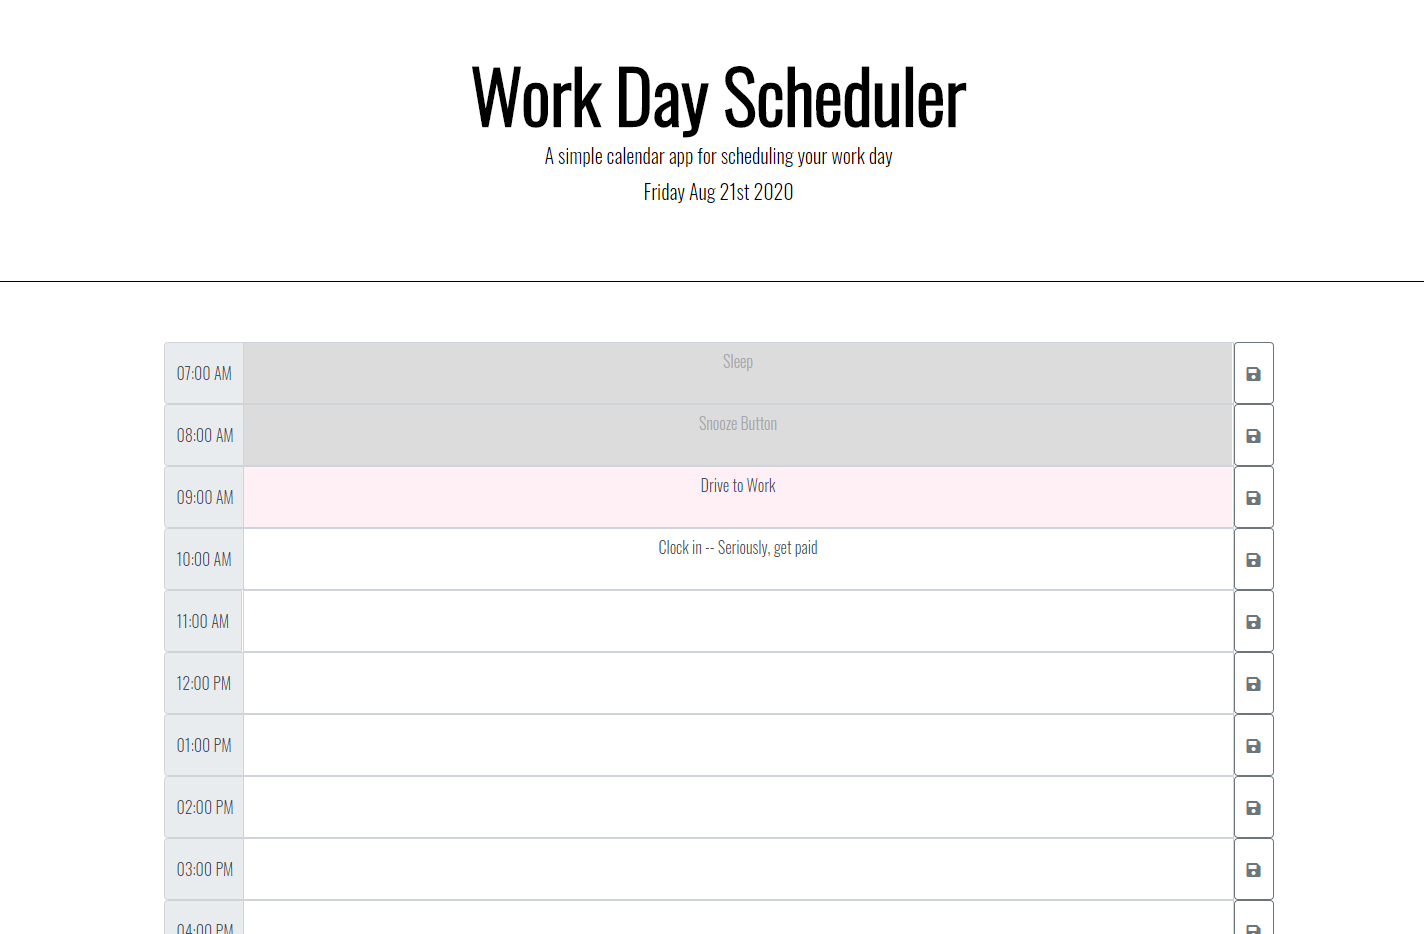 Work Day Scheduler
A simple calendar app for scheduling your work day
Friday Aug 21st 2020
07:00 AM Sleep
08:00 AM Snooze Button
09:00 AM Drive to Work
10:00 AM Clock in -- Seriously, get paid
11:00 AM
12:00 PM
01:00 PM
02:00 PM
03:00 PM
04:00 PM